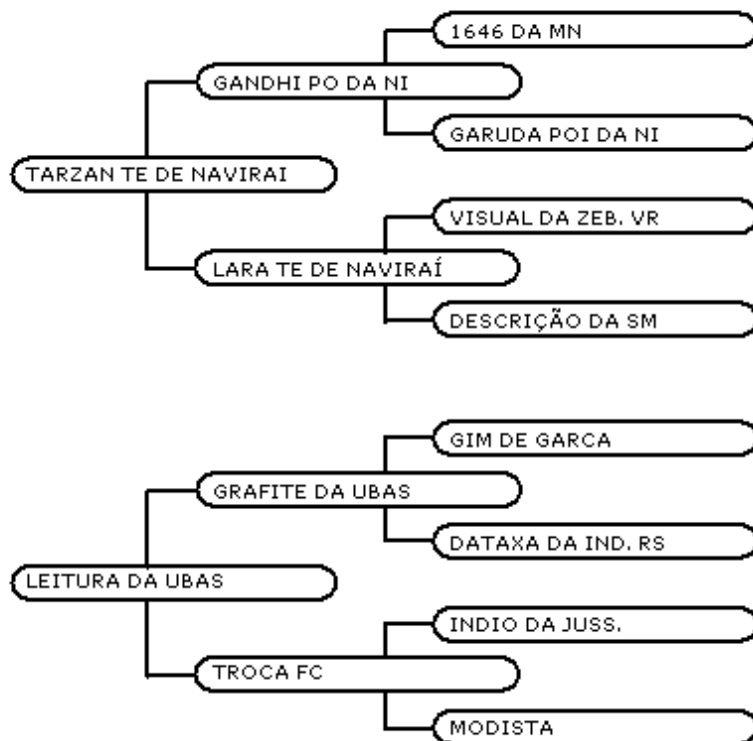 1646 DA MN
GANDHI PO DA NI
GARUDA POI DA NI
TARZAN TE DE NAVIRAI
VISUAL DA ZEB. VR
LARA TE DE NAVIRAÍ
DESCRIÇÃO DA SM
GIM DE GARCA
GRAFITE DA UBAS
DATAXA DA IND. RS
LEITURA DA UBAS
INDIO DA JUSS.
TROCA FC
MODISTA